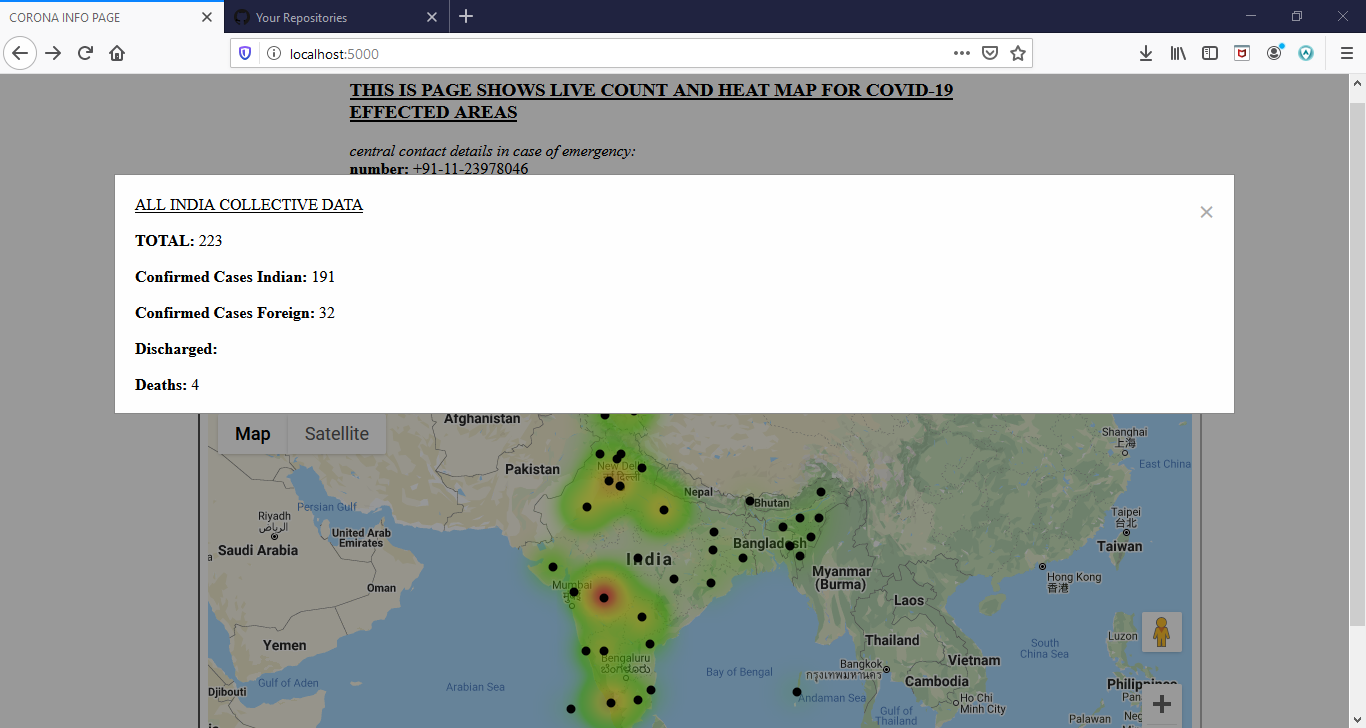 CORONA INFO PAGE
Your Repositories
localhost:5000
THIS IS PAGE SHOWS LIVE COUNT AND HEAT MAP FOR COVID-19
EFFECTED AREAS
central contact details in case of emergency:
number: +91-11-23978046
ALL INDIA COLLECTIVE DATA
TOTAL: 223
Confirmed Cases Indian: 191
Confirmed Cases Foreign: 32
Discharged:
Deaths: 4
Map
Satellite
Afghanistan
Pakistan
New Delhi
Nepal
Bhutan
Shanghai
上海
East China
Persian Gulf
Riyadh
الرياض
United Arab
Emirates
Saudi Arabia
Oman
India
Bangladesh
Taipei
台北
Taiwan
Mumbai
Myanmar
(Burma)
Hong Kong
香港
Laos
Yemen
Thailand
Luzon
South
China Sea
Bengaluru
ಬೆಂಗಳೂರು
Bay of Bengal
Bangkok
กรุงเทพมหานคร
Vietnam
Cambodia
Gulf of Aden
Arabian Sea
Djibouti
Andaman Sea
Gulf of
Thailand
Ho Chi
Minh City
Philippines
Palawan